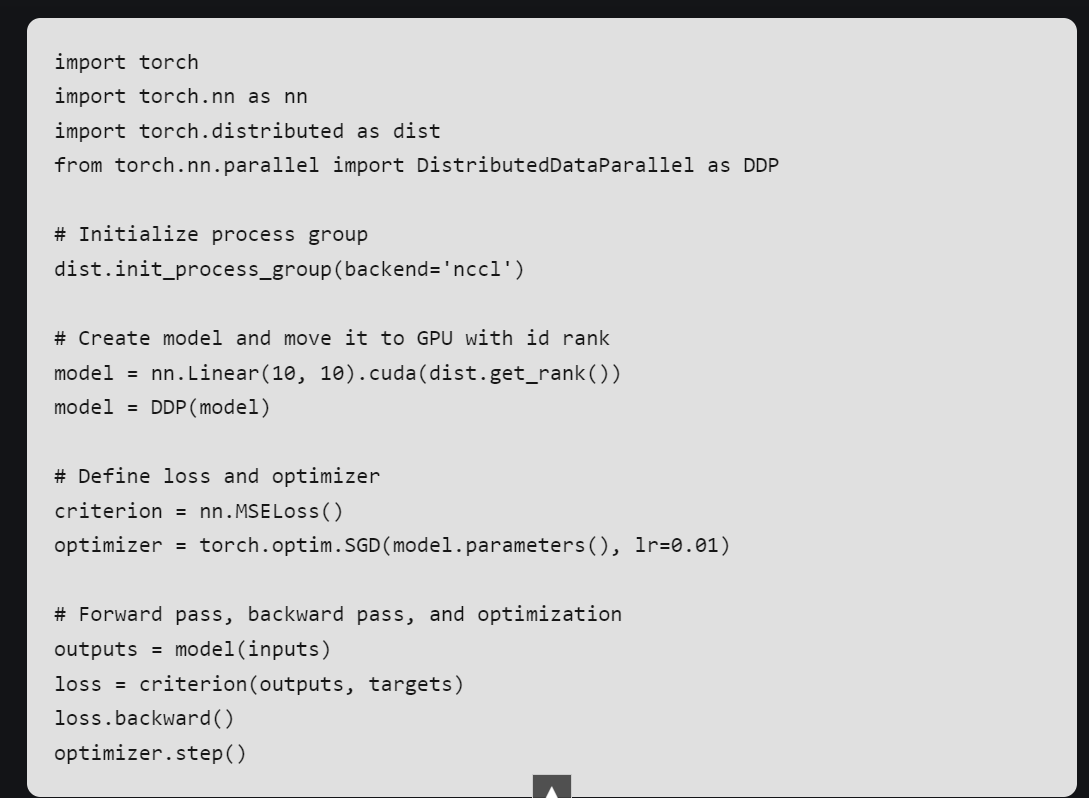 import torch
import torch.nn as nn
import torch.distributed as dist
from torch.nn.parallel import DistributedDataParallel as DDP
# Initialize process group
dist.init_process_group(backend='nccl')
# Create model and move it to GPU with id rank
model = nn.Linear(10, 10).cuda(dist.get_rank())
model = DDP(model)
# Define loss and optimizer
criterion = nn.MSELoss()
optimizer = torch.optim.SGD(model.parameters(), lr=0.01)
# Forward pass, backward pass, and optimization
outputs = model(inputs)
loss = criterion(outputs, targets)
loss.backward()
optimizer.step()